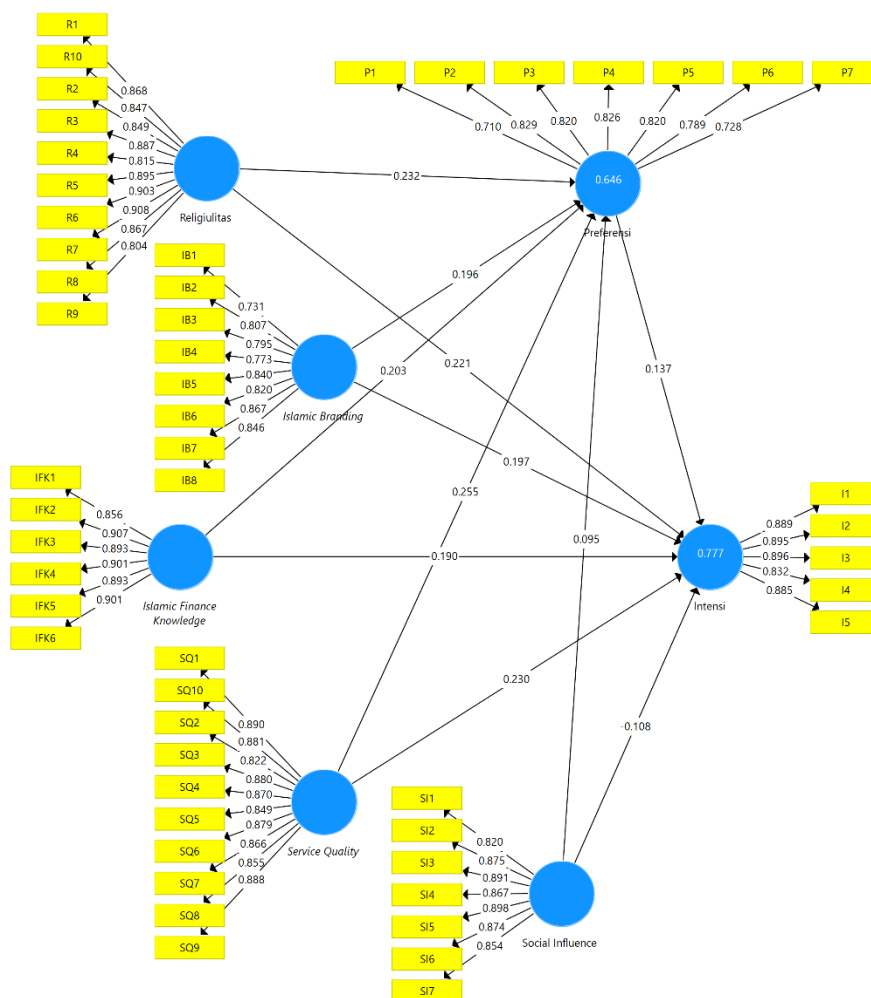 R1
R10
R2
R3
R4
R5
R6
R7
R8
R9
0.868
0.847
0.849
0.887
0.815
0.895
0.903
0.908
0.867
0.804
Religiulitas
P1
P2
P3
P4
P5
P6
P7
0.710
0.829
0.820
0.826
0.820
0.789
0.728
0.646
Preferensi
0.232
IB1
IB2
IB3
IB4
IB5
IB6
IB7
IB8
0.731
0.807
0.795
0.773
0.840
0.820
0.867
0.846
Islamic Branding
0.196
0.203
0.221
0.137
0.197
0.255
0.095
0.190
IFK1
IFK2
IFK3
IFK4
IFK5
IFK6
0.856
0.907
0.893
0.901
0.893
0.901
Islamic Finance
Knowledge
I1
I2
I3
I4
I5
0.889
0.895
0.896
0.832
0.885
0.777
Intensi
0.230
-0.108
SQ1
SQ10
SQ2
SQ3
SQ4
SQ5
SQ6
SQ7
SQ8
SQ9
0.890
0.881
0.822
0.880
0.870
0.849
0.879
0.866
0.855
0.888
Service Quality
SI1
SI2
SI3
SI4
SI5
SI6
SI7
0.820
0.875
0.891
0.867
0.898
0.874
0.854
Social Influence